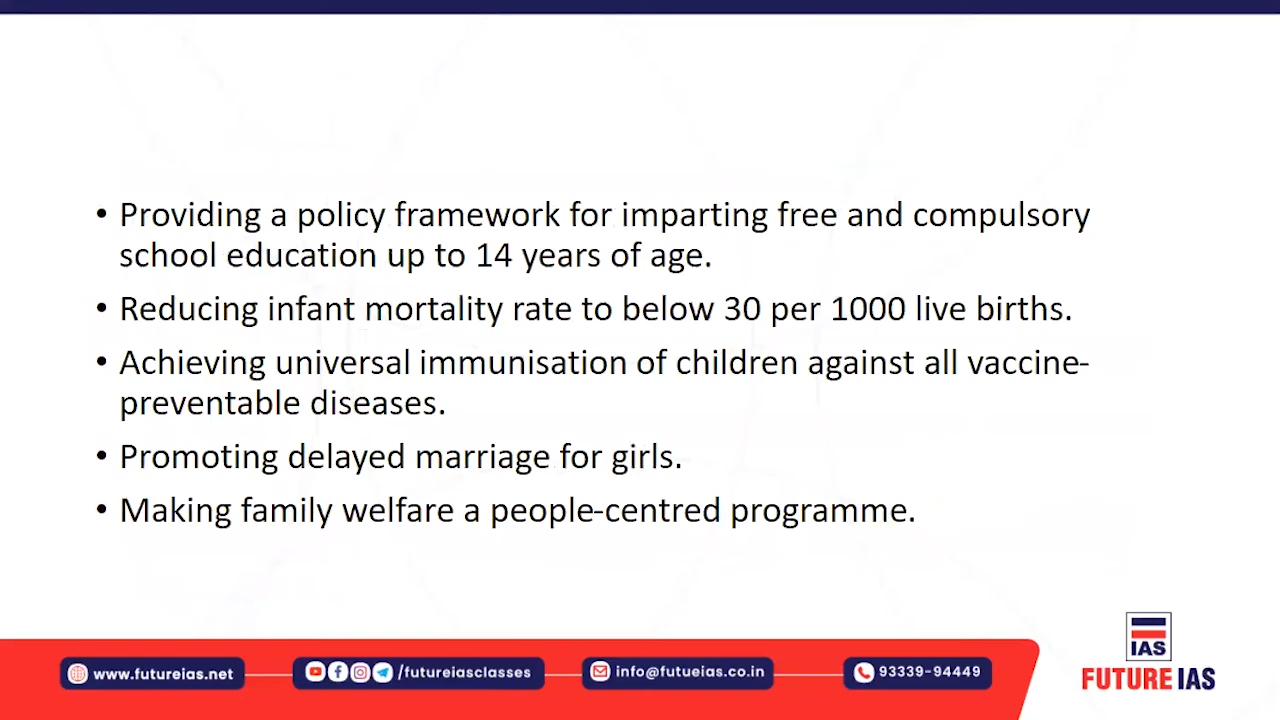 • Providing a policy framework for imparting free and compulsory
school education up to 14 years of age.
• Reducing infant mortality rate to below 30 per 1000 live births.
• Achieving universal immunisation of children against all vaccine-
preventable diseases.
• Promoting delayed marriage for girls.
• Making family welfare a people-centred programme.
www.futureias.net
/futureiasclasses
info@futueias.co.in
93339-94449
IAS
FUTURE IAS